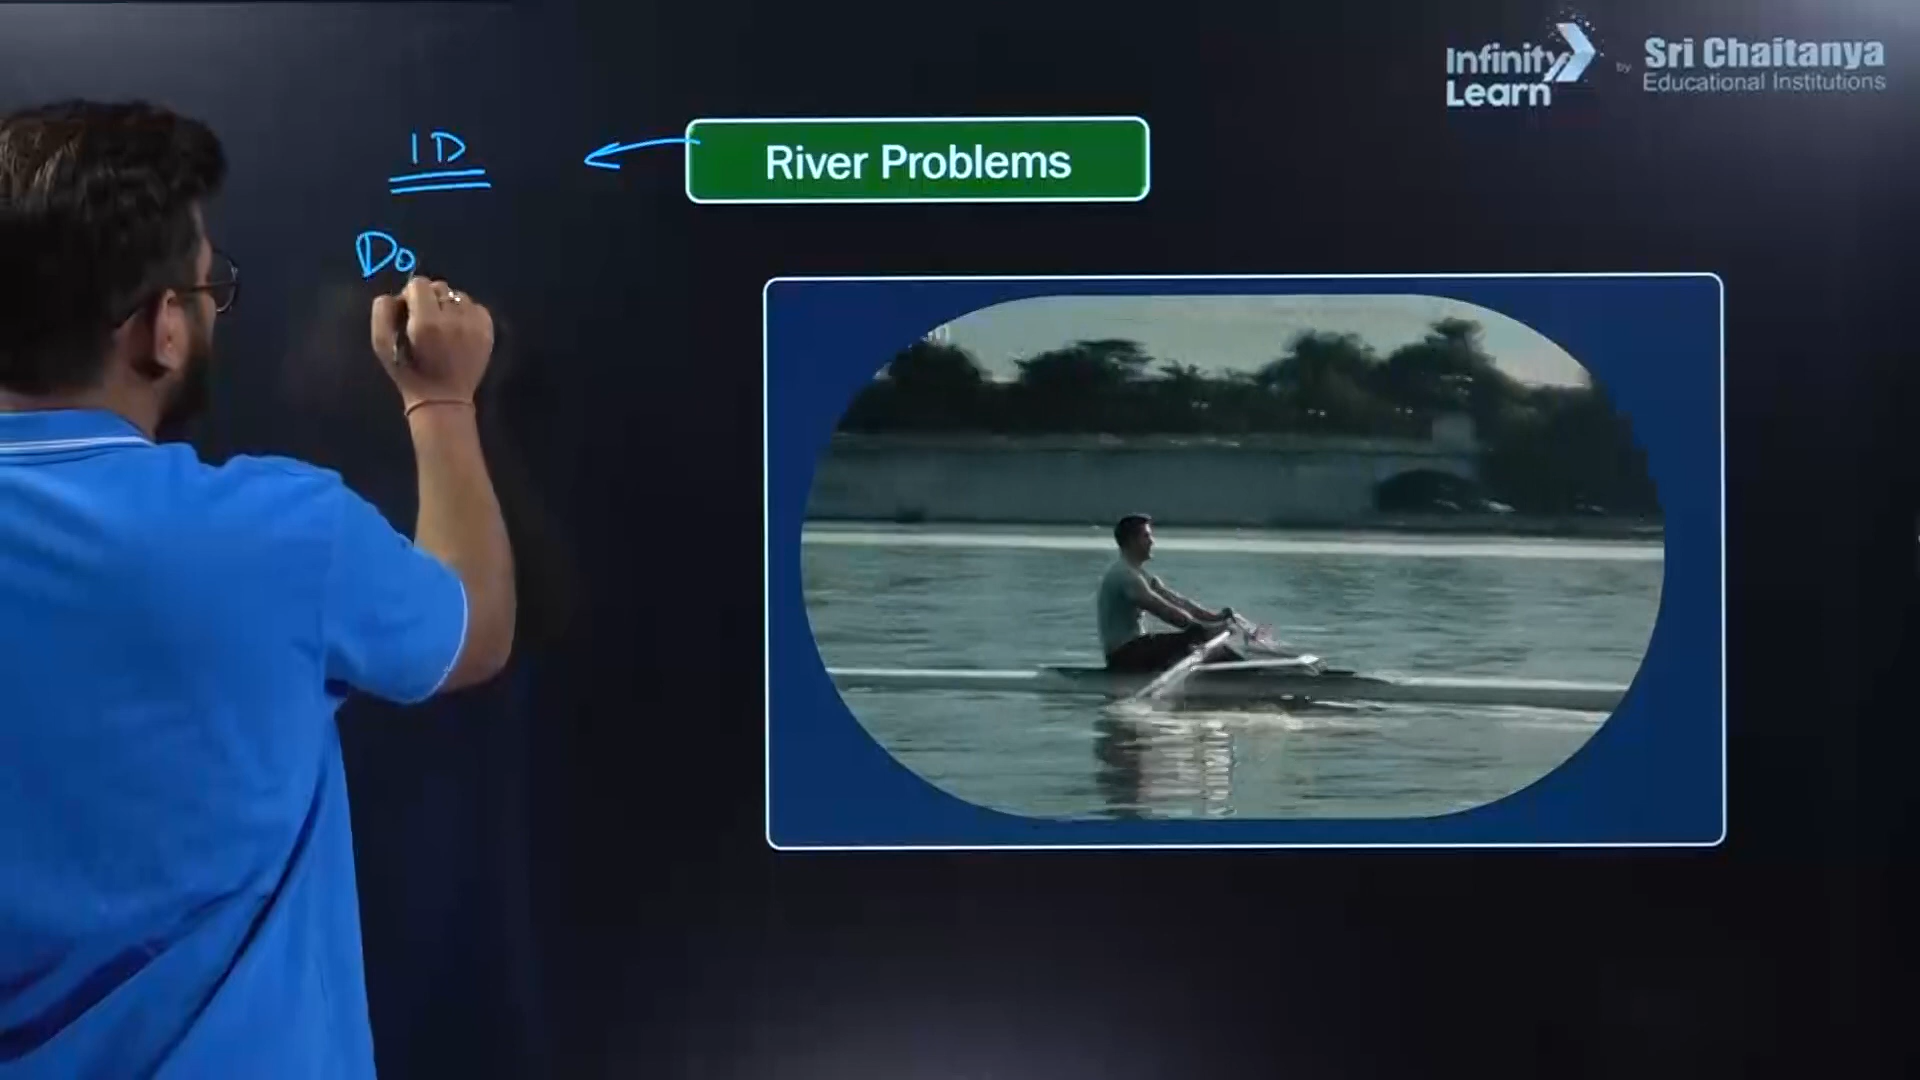 Infinity Learn by Sri Chaitanya
Educational Institutions
1D
River Problems
Do